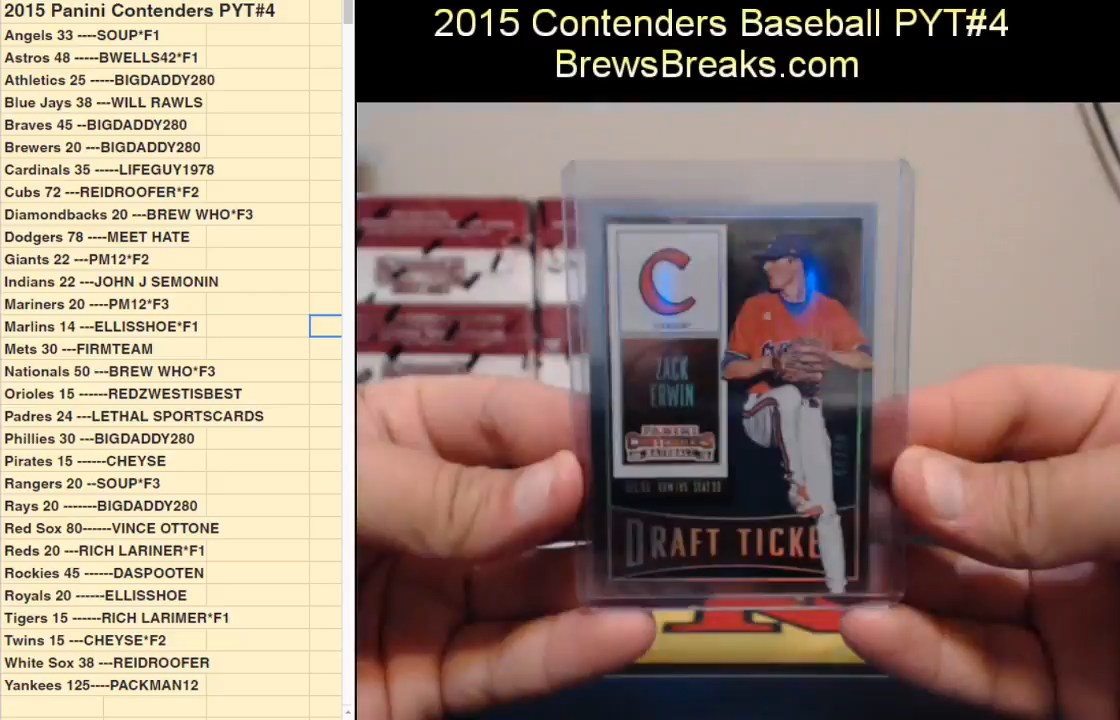 2015 Panini Contenders PYT#4
Angels 33 ----SOUP*F1
Astros 48 -----BWELLS42*F1
Athletics 25 -----BIGDADDY280
Blue Jays 38 ---WILL RAWLS
Braves 45 --BIGDADDY280
Brewers 20 ---BIGDADDY280
Cardinals 35 -----LIFEGUY1978
Cubs 72 ---REIDROOFER*F2
Diamondbacks 20 ---BREW WHO*F3
Dodgers 78 ----MEET HATE
Giants 22 ----PM12*F2
Indians 22 ----JOHN J SEMONIN
Mariners 20 ----PM12*F3
Marlins 14 ---ELLISSHOE*F1
Mets 30 ---FIRMTEAM
Nationals 50 ---BREW WHO*F3
Orioles 15 ------REDZWESTISBEST
Padres 24 ---LETHAL SPORTSCARDS
Phillies 30 ---BIGDADDY280
Pirates 15 ------CHEYSE
Rangers 20 --SOUP*F3
Rays 20 -------BIGDADDY280
Red Sox 80------VINCE OTTONE
Reds 20 ---RICH LARINER*F1
Rockies 45 ------DASPOOTEN
Royals 20 -----ELLISSHOE
Tigers 15 ----RICH LARIMER*F1
Twins 15 ---CHEYSE*F2
White Sox 38 ---REIDROOFER
Yankees 125----PACKMAN12
2015 Contenders Baseball PYT#4
BrewsBreaks.com
C
ZACK
ERWIN
PANINI
CONTENDERS
BASEBALL
DRAFT TICKE